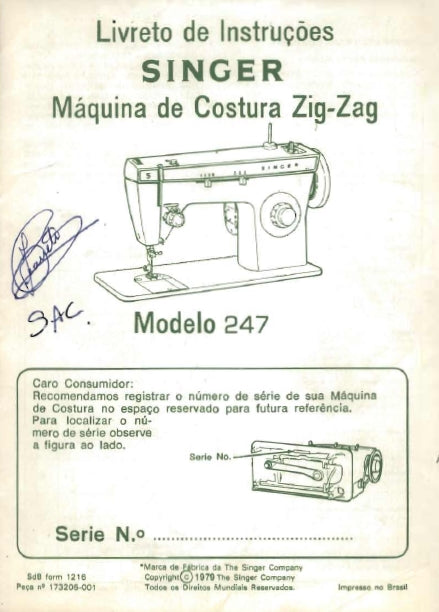 Livreto de Instruções
SINGER
Máquina de Costura Zig-Zag
S
SINGER
SAC.
Modelo 247
Caro Consumidor:
Recomendamos registrar o número de série de sua Máquina
de Costura no espaço reservado para futura referência.
Para localizar o nú-
mero de série observe
a figura ao lado.
Serie No.
Serie N.º ........................................
*Marca de Fábrica da The Singer Company
SdB form 1216 Copyright © 1979 The Singer Company
Peça nº 173206-001 Todos os Direitos Mundiais Reservados. Impresso no Brasil